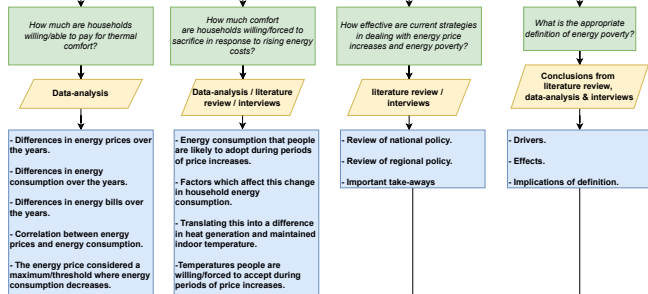 How much are households
willing/able to pay for thermal
comfort?
How much comfort
are households willing/forced to
sacrifice in response to rising energy
costs?
How effective are current strategies
in dealing with energy price
increases and energy poverty?
What is the appropriate
definition of energy poverty?
Data-analysis
Data-analysis / literature
review / interviews
literature review /
interviews
Conclusions from
literature review,
data-analysis & interviews
- Differences in energy prices over
the years.
- Differences in energy
consumption over the years.
- Differences in energy bills over
the years.
- Correlation between energy
prices and energy consumption.
- The energy price considered a
maximum/threshold where energy
consumption decreases.
- Energy consumption that people
are likely to adopt during periods
of price increases.
- Factors which affect this change
in household energy
consumption.
- Translating this into a difference
in heat generation and maintained
indoor temperature.
-Temperatures people are
willing/forced to accept during
periods of price increases.
- Review of national policy.
- Review of regional policy.
- Important take-aways
- Drivers.
- Effects.
- Implications of definition.